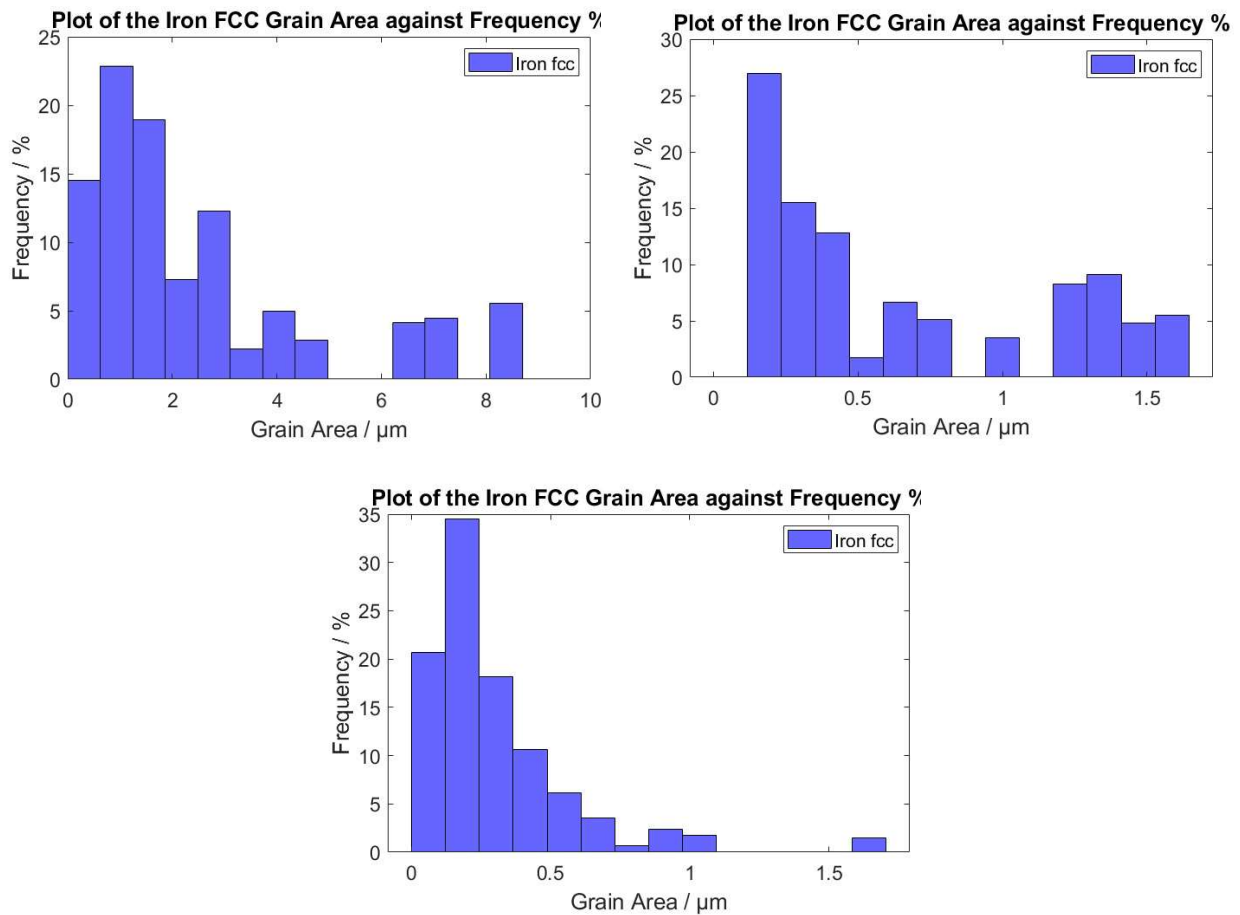 Plot of the Iron FCC Grain Area against Frequency %
25
20
15
10
5
0
Frequency / %
Iron fcc
0 2 4 6 8 10
Grain Area / µm
Plot of the Iron FCC Grain Area against Frequency %
30
25
20
15
10
5
0
Frequency / %
Iron fcc
0 0.5 1 1.5
Grain Area / µm
Plot of the Iron FCC Grain Area against Frequency %
35
30
25
20
15
10
5
0
Frequency / %
Iron fcc
0 0.5 1 1.5
Grain Area / µm